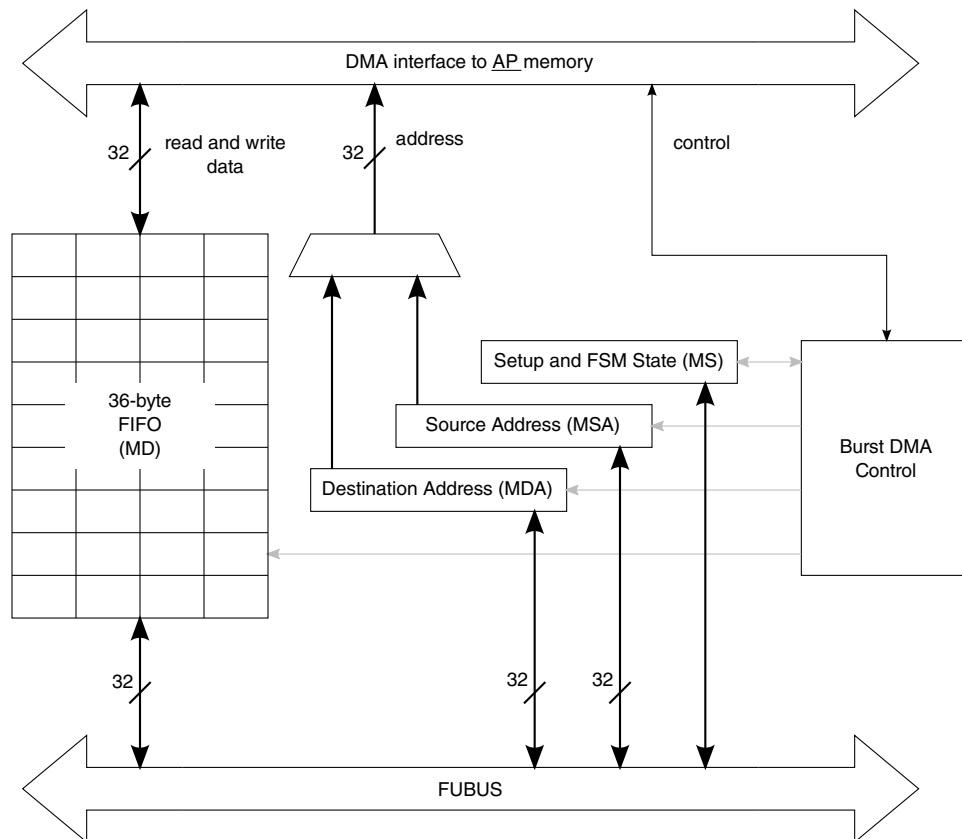 DMA interface to AP memory
32
read and write
data
32
address
control
Setup and FSM State (MS)
36-byte
FIFO
(MD)
Source Address (MSA)
Burst DMA
Control
Destination Address (MDA)
32
32
32
FUBUS